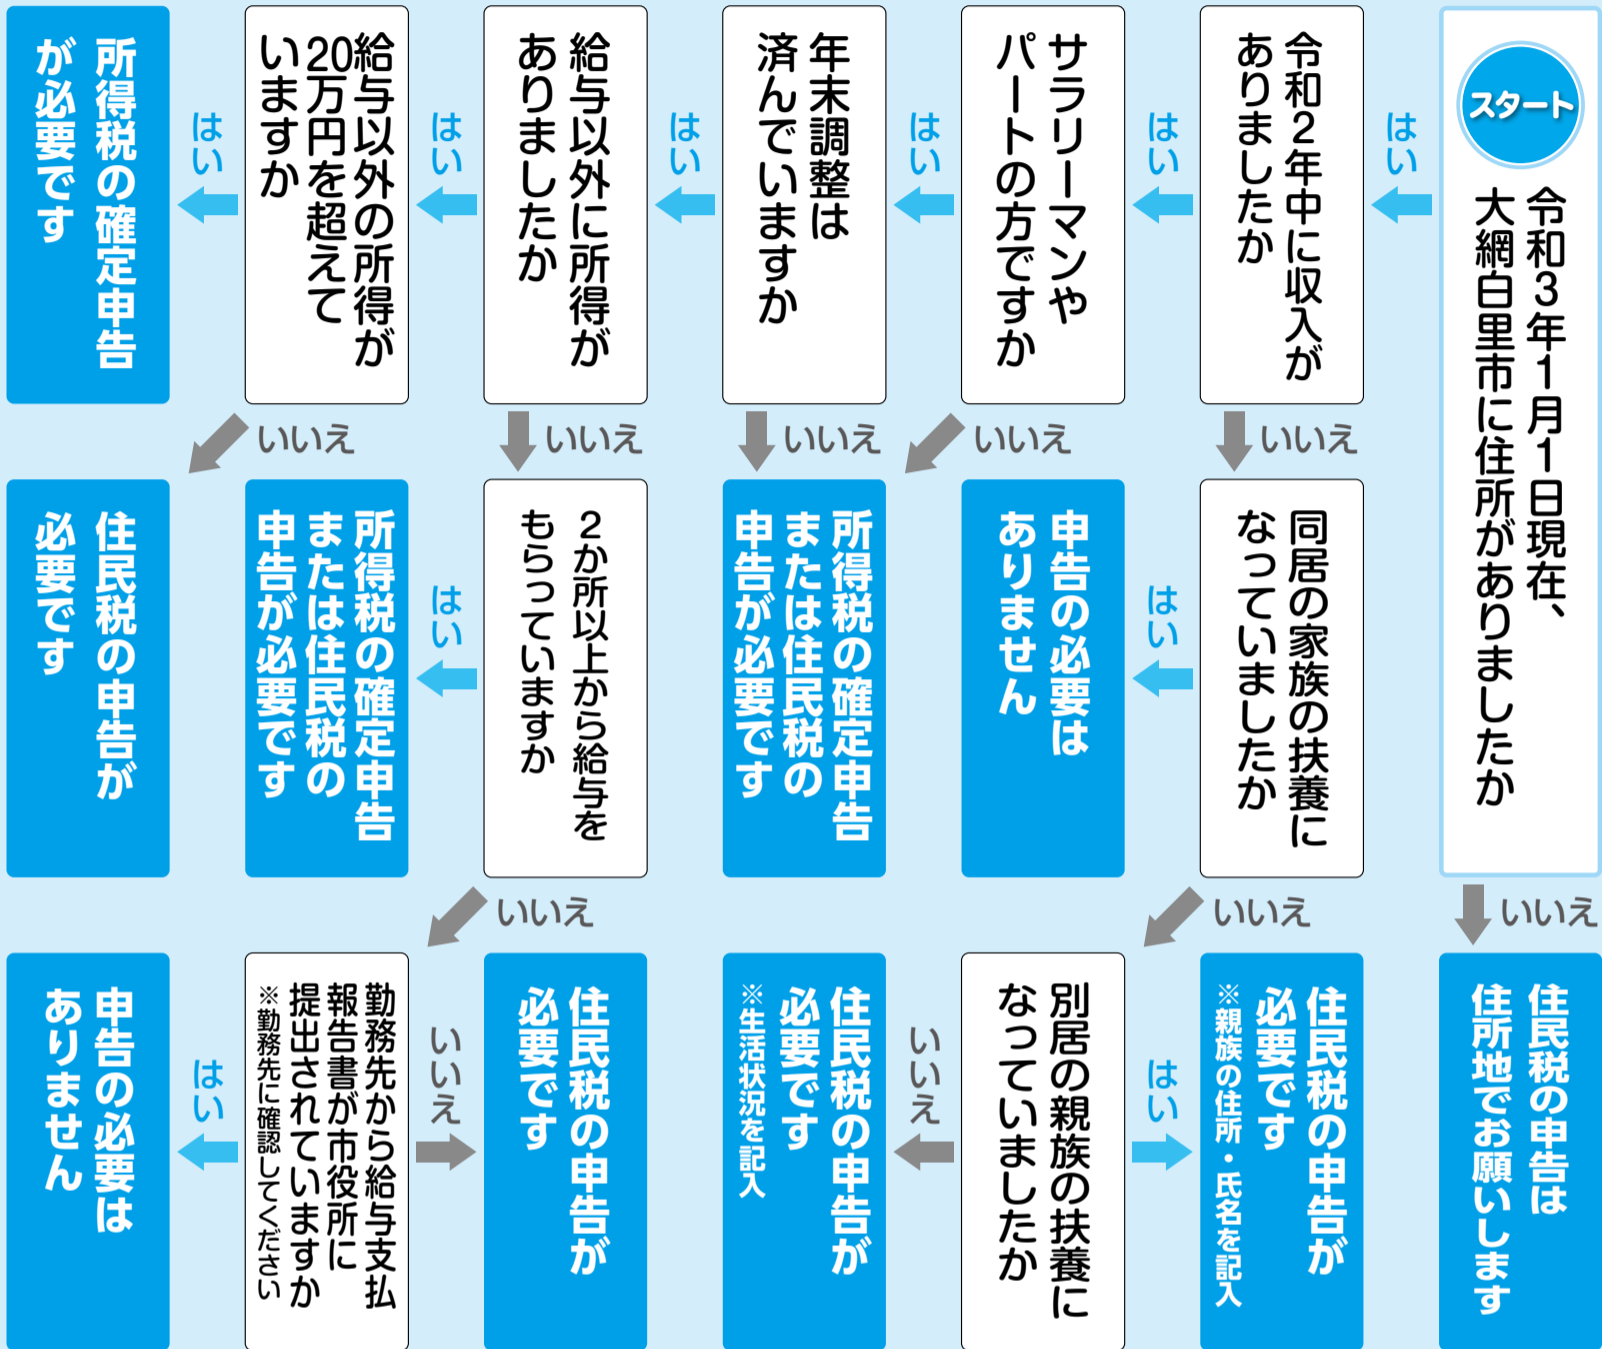 スタート
令和3年1月1日現在、
大網白里市に住所がありましたか
はい
いいえ
住民税の申告は
住所地でお願いします
令和2年中に収入が
ありましたか
はい
いいえ
同居の家族の扶養に
なっていましたか
はい
いいえ
住民税の申告が
必要です
※親族の住所・氏名を記入
サラリーマンや
パートの方ですか
はい
いいえ
申告の必要は
ありません
別居の親族の扶養に
なっていましたか
はい
いいえ
年末調整は
済んでいますか
はい
いいえ
所得税の確定申告
または住民税の
申告が必要です
住民税の申告が
必要です
※生活状況を記入
給与以外に所得が
ありましたか
はい
いいえ
2か所以上から給与を
もらっていますか
はい
いいえ
住民税の申告が
必要です
給与以外の所得が
20万円を超えて
いますか
はい
いいえ
所得税の確定申告
または住民税の
申告が必要です
勤務先から給与支払
報告書が市役所に
提出されていますか
※勤務先に確認してください
いいえ
はい
所得税の確定申告
が必要です
住民税の申告が
必要です
申告の必要は
ありません